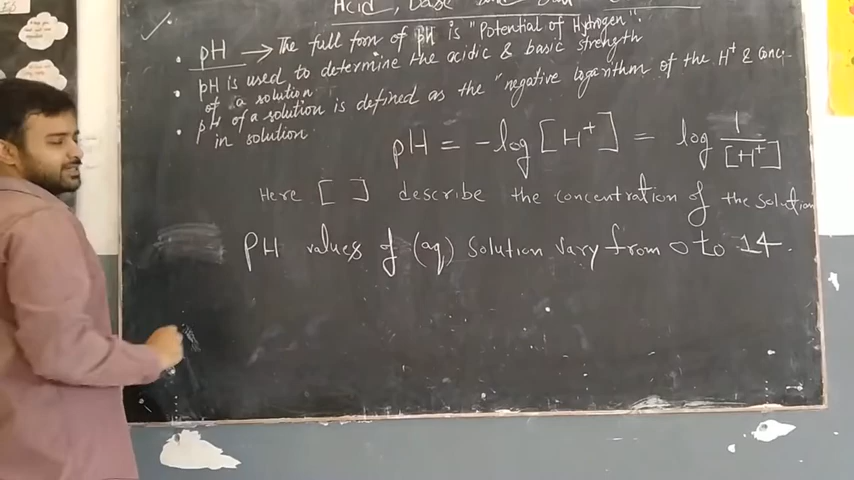 Acid, base and
pH → The full form of pH is "Potential of Hydrogen".
• pH is used to determine the acidic & basic strength
of a solution
• pH of a solution is defined as the "negative logarithm of the H+ & conc
in solution.
pH = -log [H+] = log 1/[H+]
Here [ ] describe the concentration of the solution
PH values of (aq) solution vary from 0 to 14.